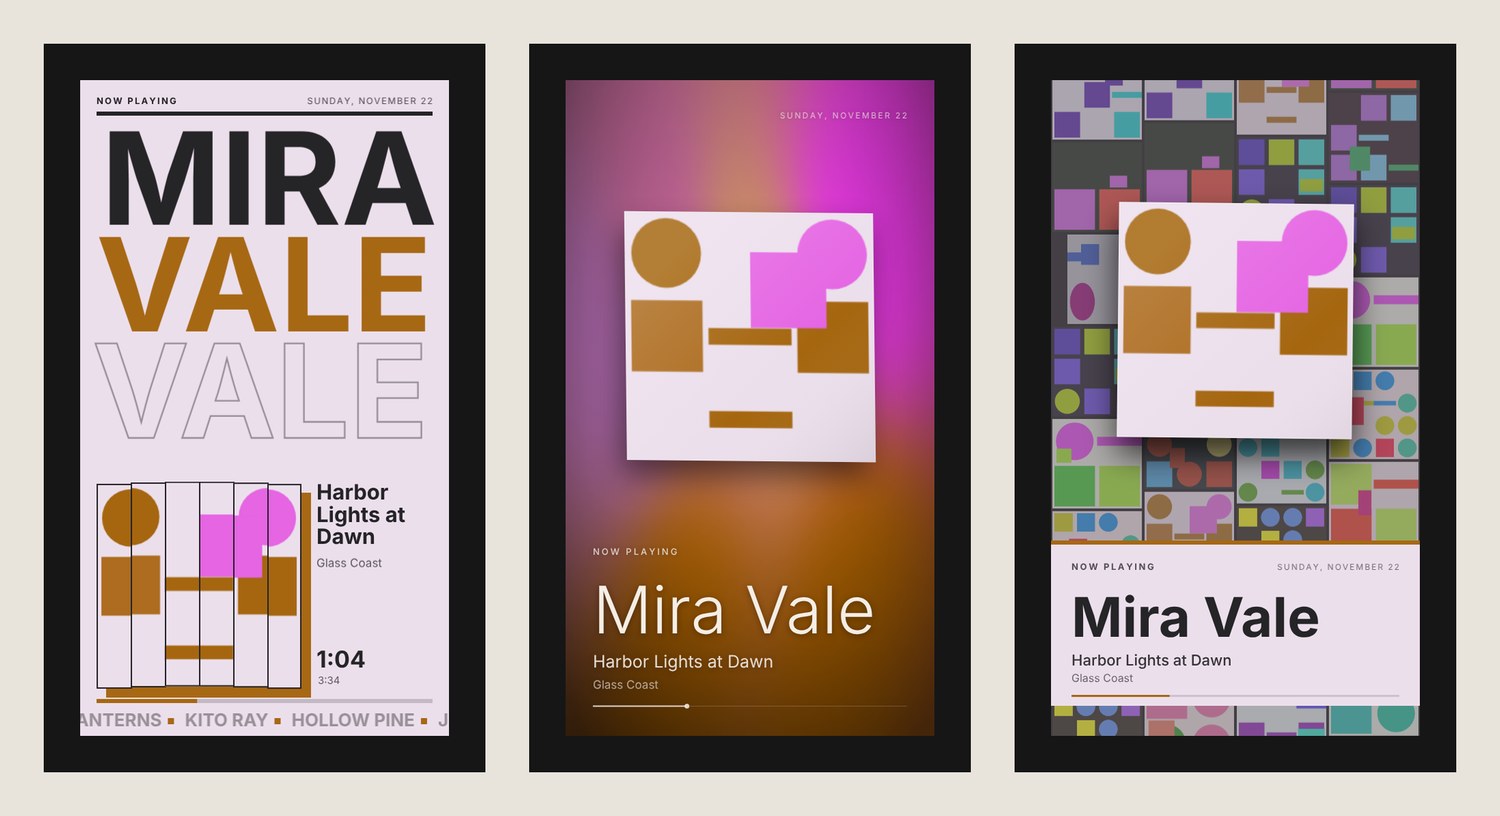 NOW PLAYING
SUNDAY, NOVEMBER 22
MIRA
VALE
VALE
Harbor
Lights at
Dawn
Glass Coast
1:04
3:34
ANTERNS ▪ KITO RAY ▪ HOLLOW PINE ▪ J
SUNDAY, NOVEMBER 22
NOW PLAYING
Mira Vale
Harbor Lights at Dawn
Glass Coast
NOW PLAYING
SUNDAY, NOVEMBER 22
Mira Vale
Harbor Lights at Dawn
Glass Coast